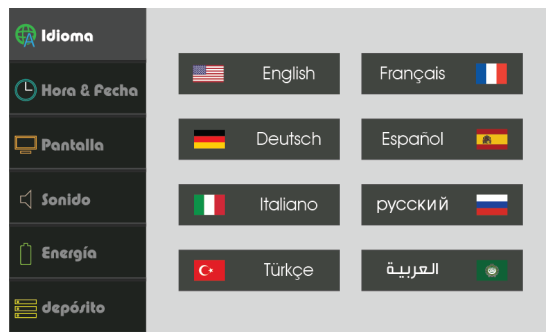 Idioma
Hora & Fecha
Pantalla
Sonido
Energía
depósito
English
Français
Deutsch
Español
Italiano
русский
Türkçe
العربية